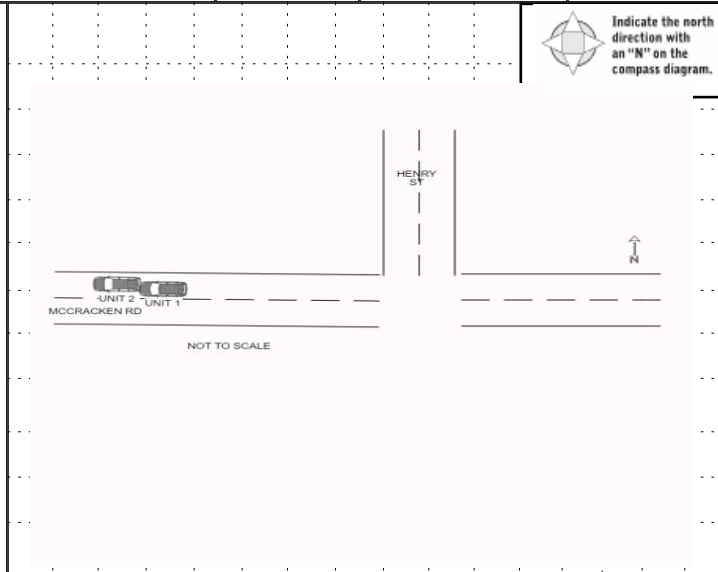 Indicate the north
direction with
an “N” on the
compass diagram.
HENRY
ST
N
UNIT 2
UNIT 1
MCCRACKEN RD
NOT TO SCALE